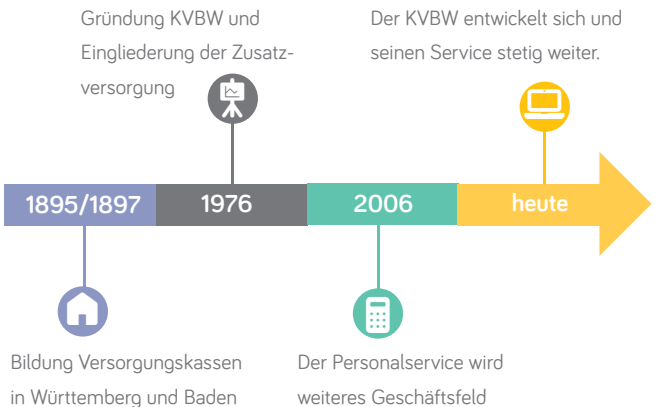 Gründung KVBW und
Eingliederung der Zusatz-
versorgung
Der KVBW entwickelt sich und
seinen Service stetig weiter.
1895/1897
1976
2006
heute
Bildung Versorgungskassen
in Württemberg und Baden
Der Personalservice wird
weiteres Geschäftsfeld